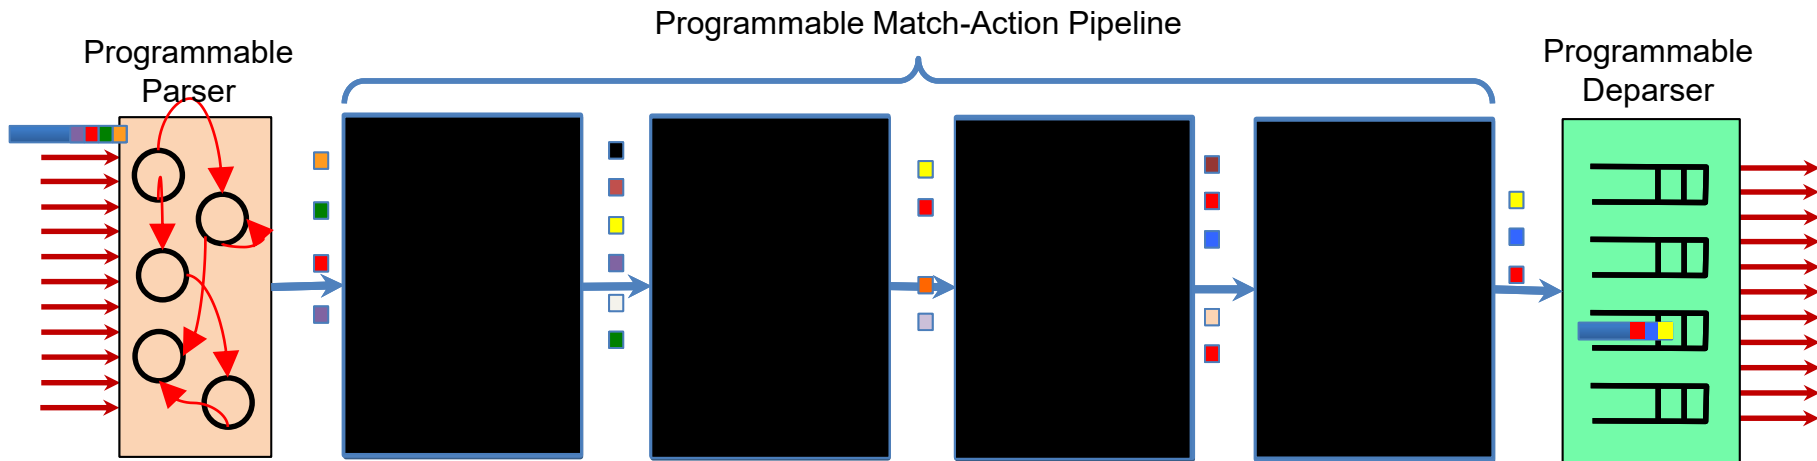 Programmable Match-Action Pipeline
Programmable
Parser
Programmable
Deparser